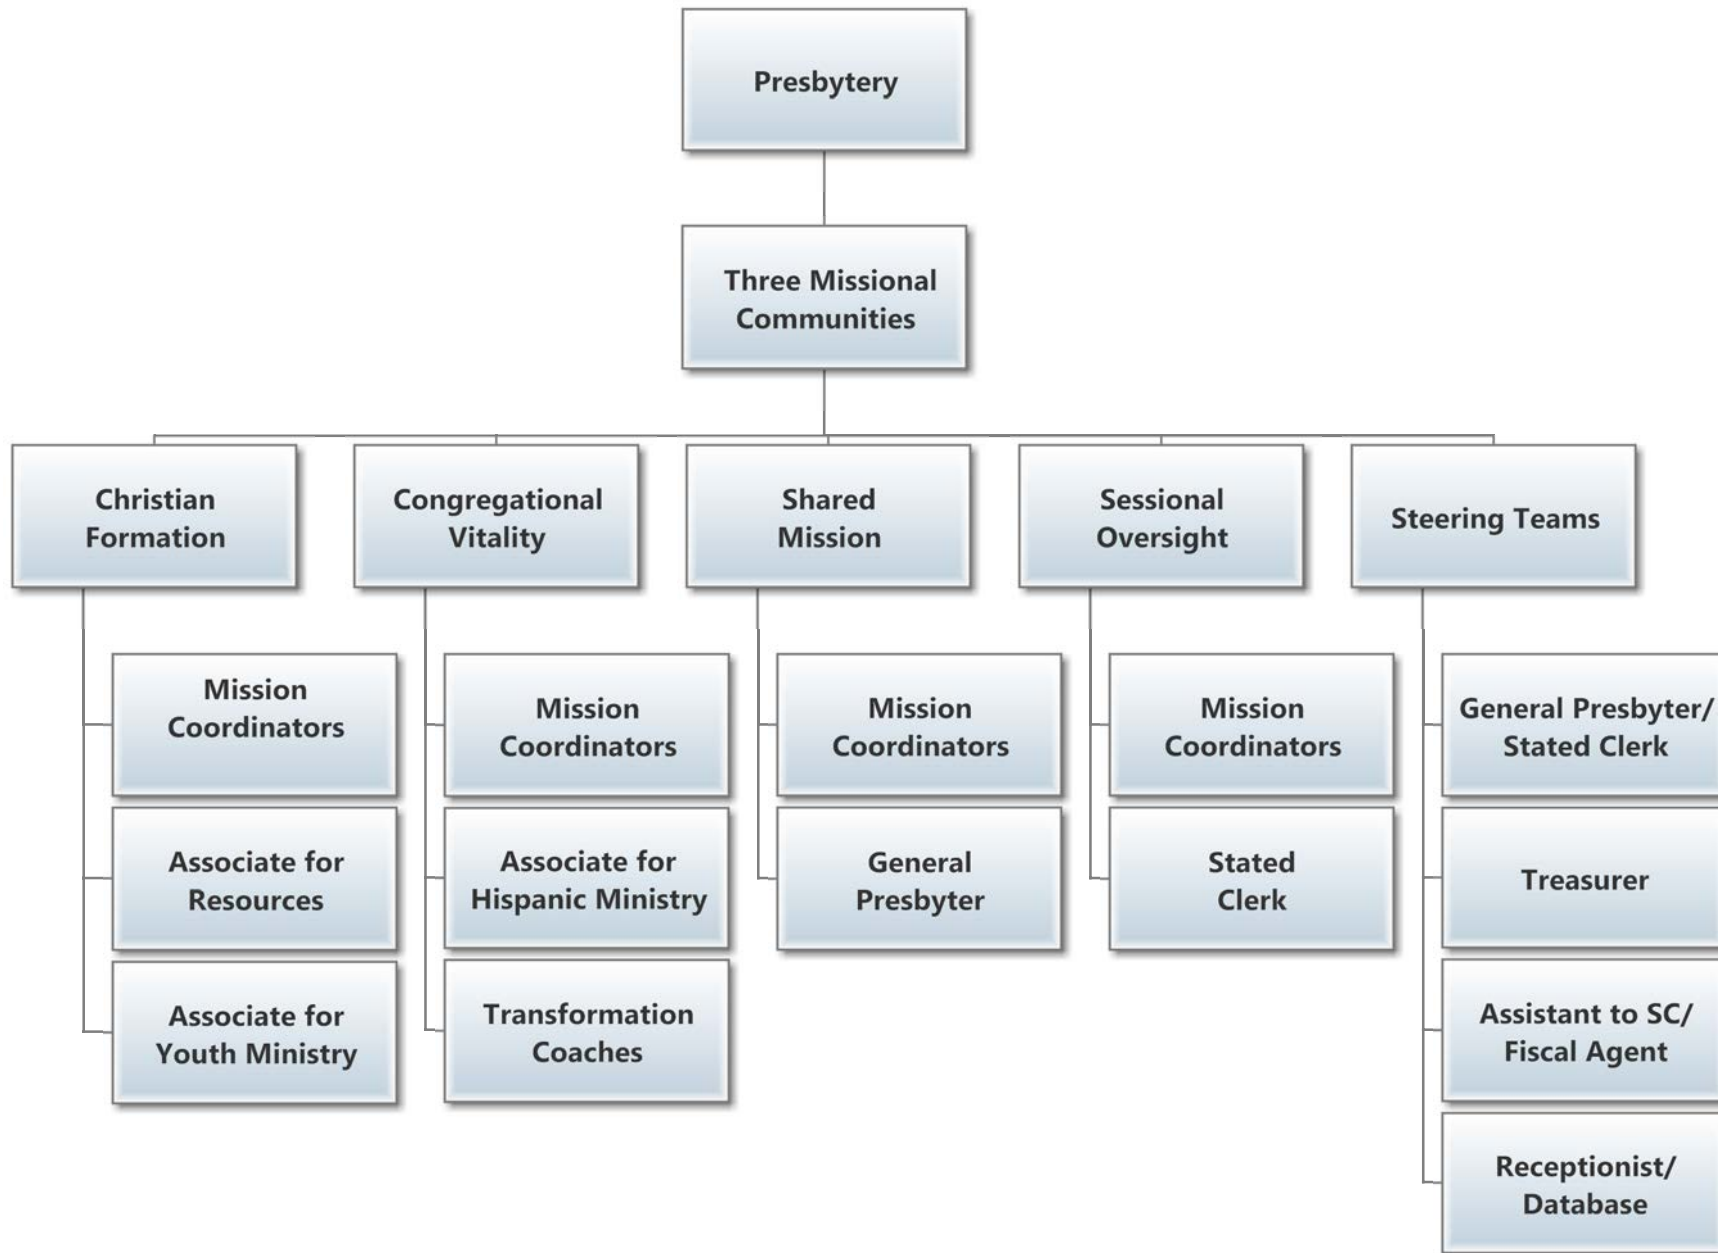 Presbytery
Three Missional
Communities
Christian
Formation
Congregational
Vitality
Shared
Mission
Sessional
Oversight
Steering Teams
Mission
Coordinators
Associate for
Resources
Associate for
Youth Ministry
Mission
Coordinators
Associate for
Hispanic Ministry
Transformation
Coaches
Mission
Coordinators
General
Presbyter
Mission
Coordinators
Stated
Clerk
General Presbyter/
Stated Clerk
Treasurer
Assistant to SC/
Fiscal Agent
Receptionist/
Database